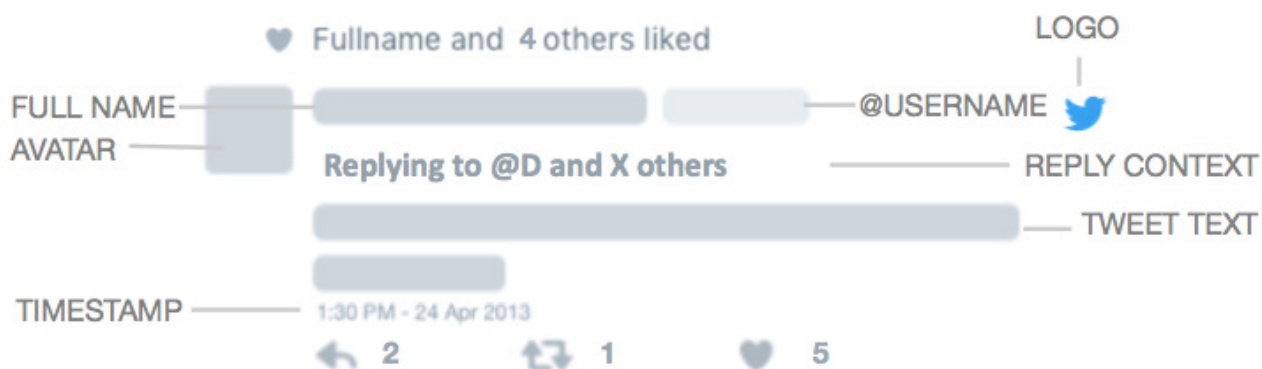 Fullname and 4 others liked
LOGO
FULL NAME
@USERNAME
AVATAR
Replying to @D and X others
REPLY CONTEXT
TWEET TEXT
TIMESTAMP
1:30 PM - 24 Apr 2013
2 1 5